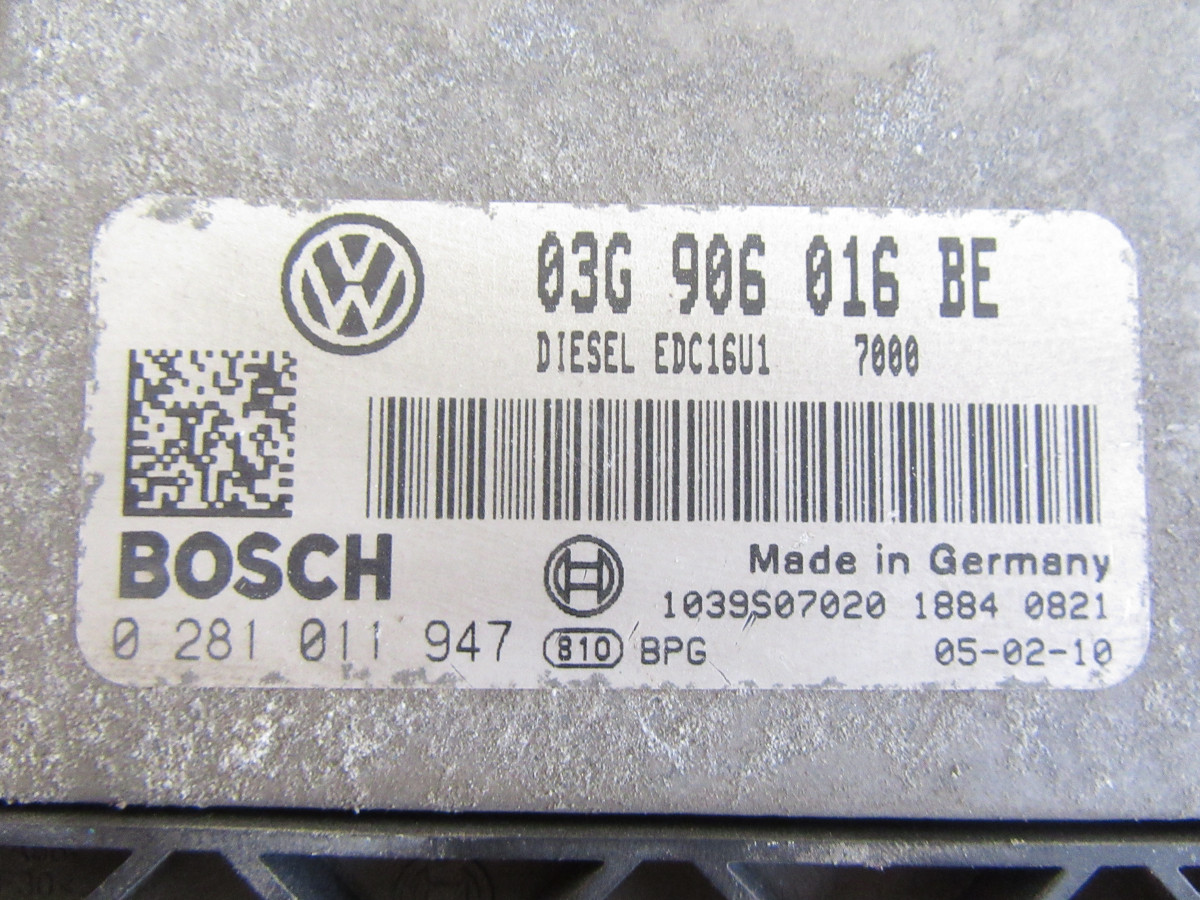 03G 906 016 BE
DIESEL EDC16U1 7000
BOSCH
Made in Germany
1039S07020 1884 0821
0 281 011 947 810 BPG 05-02-10